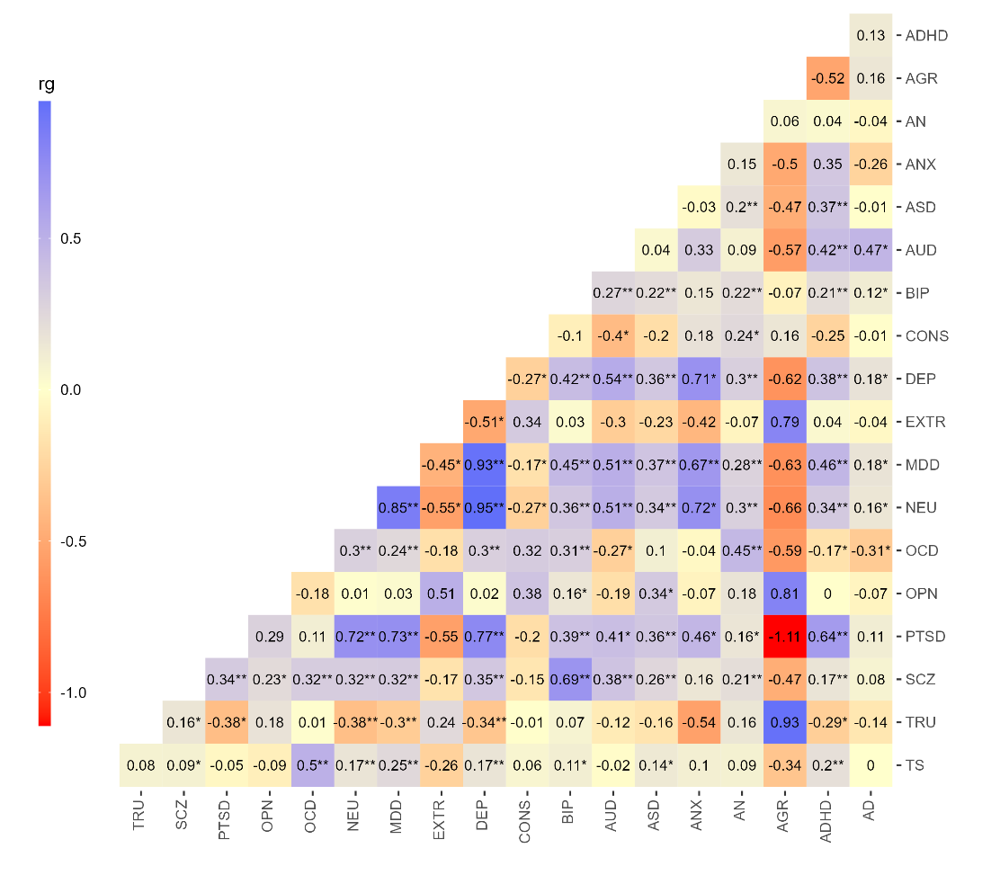 0.13 ADHD
rg
-0.52 0.16 AGR
0.06 0.04 -0.04 AN
0.15 -0.5 0.35 -0.26 ANX
-0.03 0.2** -0.47 0.37** -0.01 ASD
0.5
0.04 0.33 0.09 -0.57 0.42** 0.47* AUD
0.27** 0.22** 0.15 0.22** -0.07 0.21** 0.12* BIP
-0.1 -0.4* -0.2 0.18 0.24* 0.16 -0.25 -0.01 CONS
0.0
-0.27* 0.42** 0.54** 0.36** 0.71* 0.3** -0.62 0.38** 0.18* DEP
-0.51* 0.34 0.03 -0.3 -0.23 -0.42 -0.07 0.79 0.04 -0.04 EXTR
-0.45* 0.93** -0.17* 0.45** 0.51** 0.37** 0.67** 0.28** -0.63 0.46** 0.18* MDD
0.85** -0.55* 0.95** -0.27* 0.36** 0.51** 0.34** 0.72* 0.3** -0.66 0.34** 0.16* NEU
-0.5
0.3** 0.24** -0.18 0.3** 0.32 0.31** -0.27* 0.1 -0.04 0.45** -0.59 -0.17* -0.31* OCD
-0.18 0.01 0.03 0.51 0.02 0.38 0.16* -0.19 0.34* -0.07 0.18 0.81 0 -0.07 OPN
0.29 0.11 0.72** 0.73** -0.55 0.77** -0.2 0.39** 0.41* 0.36** 0.46* 0.16* -1.11 0.64** 0.11 PTSD
0.34** 0.23* 0.32** 0.32** 0.32** -0.17 0.35** -0.15 0.69** 0.38** 0.26** 0.16 0.21** -0.47 0.17** 0.08 SCZ
-1.0
0.16* -0.38* 0.18 0.01 -0.38** -0.3** 0.24 -0.34** -0.01 0.07 -0.12 -0.16 -0.54 0.16 0.93 -0.29* -0.14 TRU
0.08 0.09* -0.05 -0.09 0.5** 0.17** 0.25** -0.26 0.17** 0.06 0.11* -0.02 0.14* 0.1 0.09 -0.34 0.2** 0 TS
TRU SCZ PTSD OPN OCD NEU MDD EXTR DEP CONS BIP AUD ASD ANX AN AGR ADHD AD